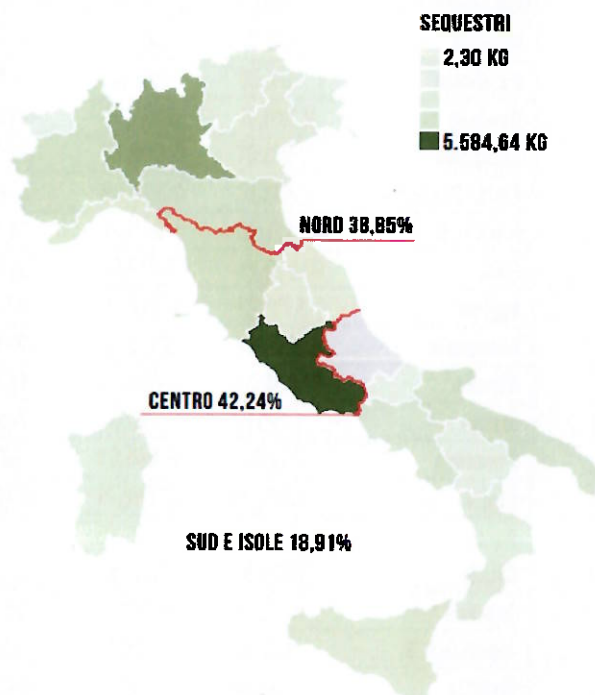 SEQUESTRI
2,30 KG
5.584,64 KG
NORD 38,85%
CENTRO 42,24%
SUD E ISOLE 18,91%